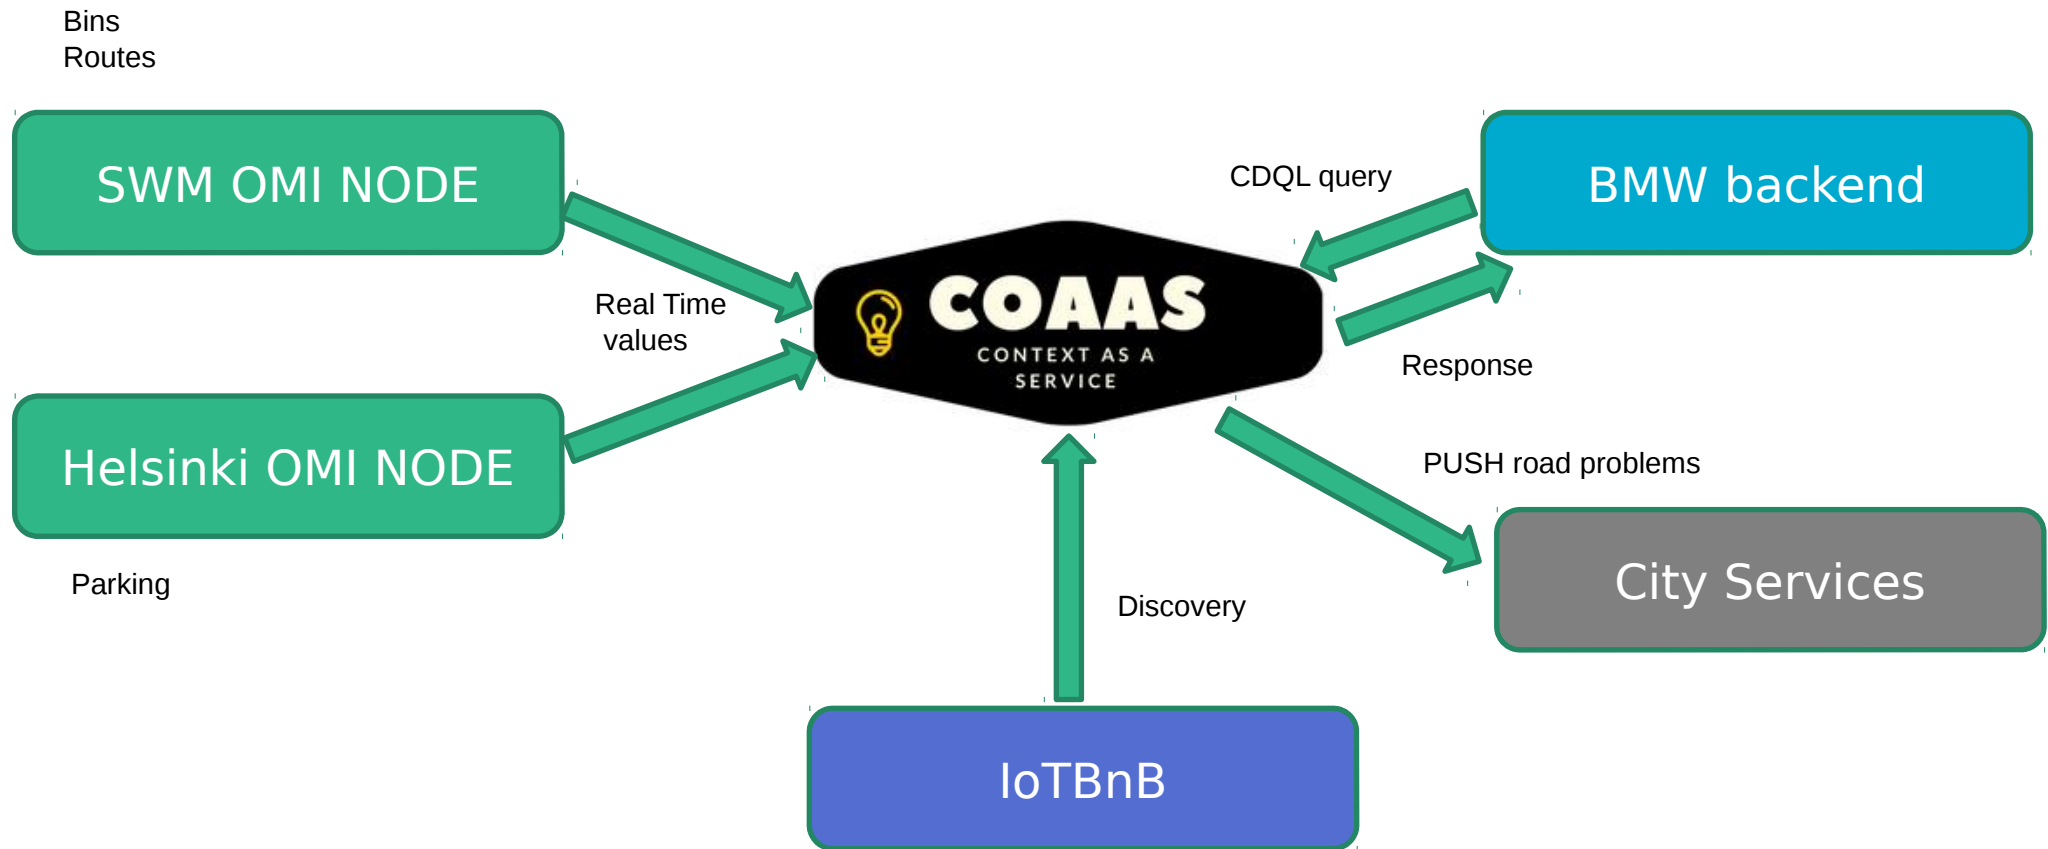 Bins
Routes
SWM OMI NODE
Real Time
values
Helsinki OMI NODE
Parking
COAAS
CONTEXT AS A
SERVICE
CDQL query
BMW backend
Response
PUSH road problems
City Services
Discovery
IoTBnB